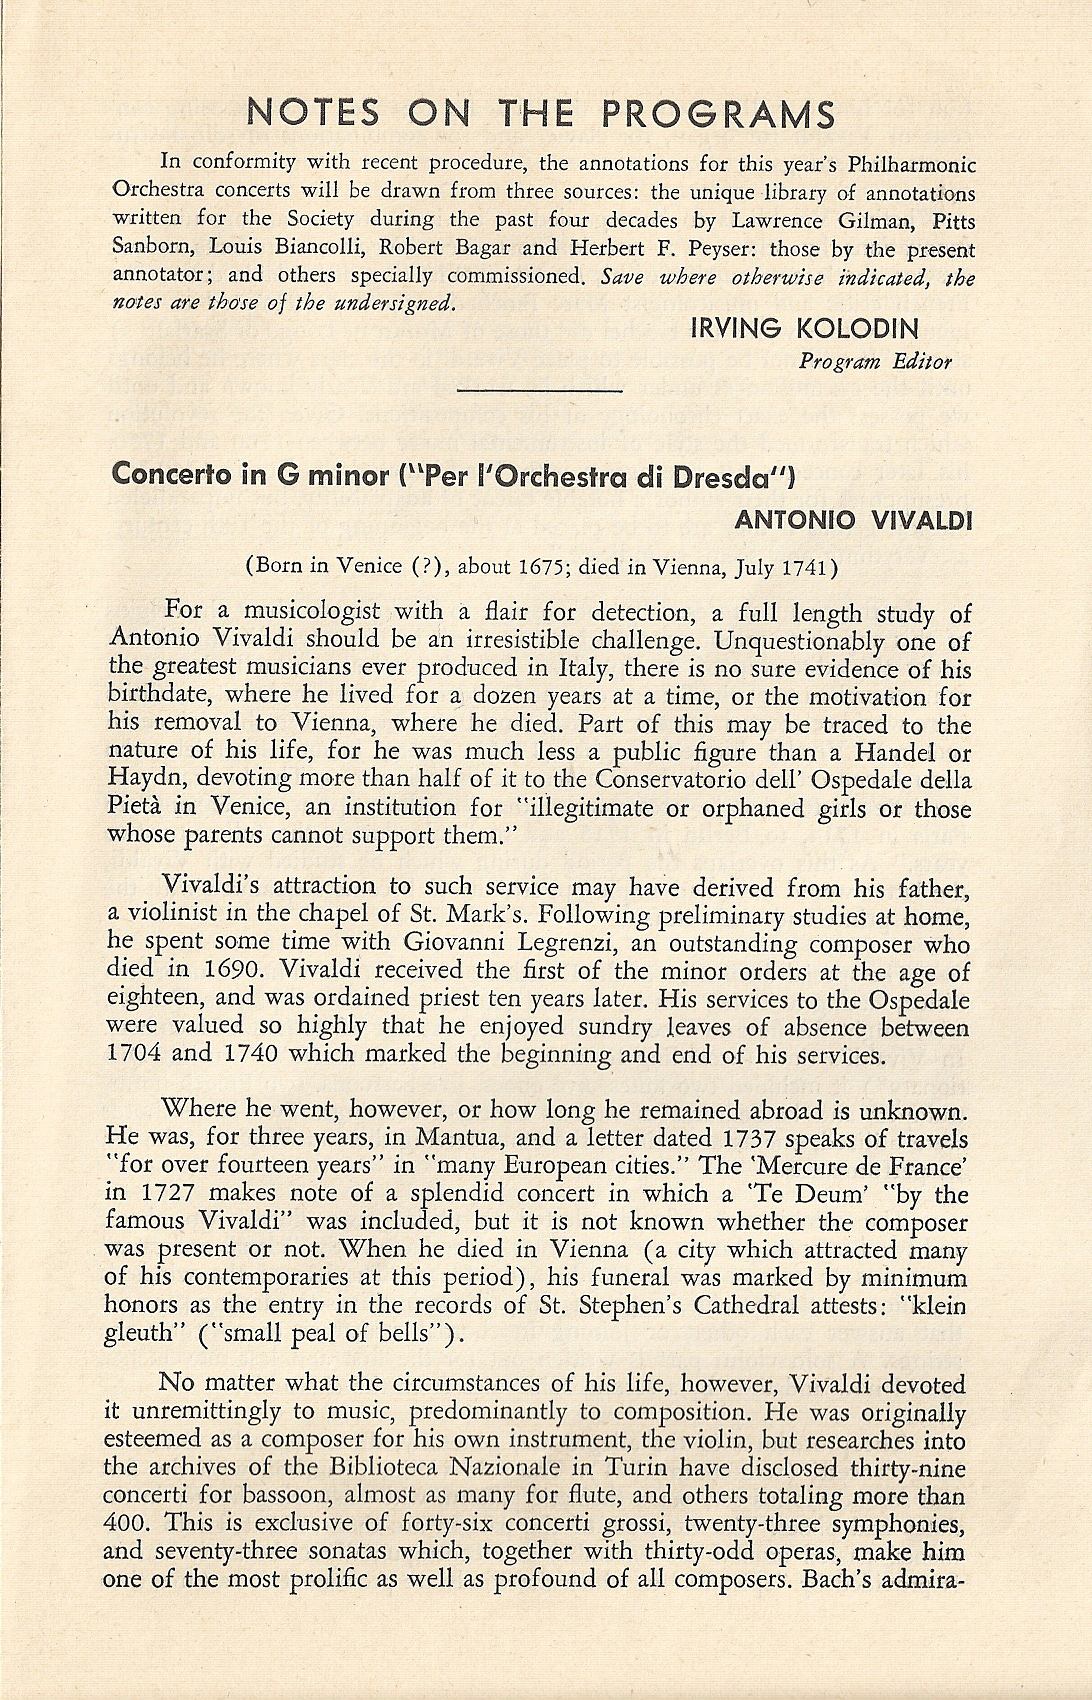 NOTES ON THE PROGRAMS
In conformity with recent procedure, the annotations for this year's Philharmonic
Orchestra concerts will be drawn from three sources: the unique library of annotations
written for the Society during the past four decades by Lawrence Gilman, Pitts
Sanborn, Louis Biancolli, Robert Bagar and Herbert F. Peyser: those by the present
annotator; and others specially commissioned. Save where otherwise indicated, the
notes are those of the undersigned.
IRVING KOLODIN
Program Editor
Concerto in G minor ("Per l'Orchestra di Dresda")
ANTONIO VIVALDI
(Born in Venice (?), about 1675; died in Vienna, July 1741)
For a musicologist with a flair for detection, a full length study of
Antonio Vivaldi should be an irresistible challenge. Unquestionably one of
the greatest musicians ever produced in Italy, there is no sure evidence of his
birthdate, where he lived for a dozen years at a time, or the motivation for
his removal to Vienna, where he died. Part of this may be traced to the
nature of his life, for he was much less a public figure than a Handel or
Haydn, devoting more than half of it to the Conservatorio dell' Ospedale della
Pietà in Venice, an institution for "illegitimate or orphaned girls or those
whose parents cannot support them."
Vivaldi's attraction to such service may have derived from his father,
a violinist in the chapel of St. Mark's. Following preliminary studies at home,
he spent some time with Giovanni Legrenzi, an outstanding composer who
died in 1690. Vivaldi received the first of the minor orders at the age of
eighteen, and was ordained priest ten years later. His services to the Ospedale
were valued so highly that he enjoyed sundry leaves of absence between
1704 and 1740 which marked the beginning and end of his services.
Where he went, however, or how long he remained abroad is unknown.
He was, for three years, in Mantua, and a letter dated 1737 speaks of travels
"for over fourteen years" in "many European cities." The 'Mercure de France'
in 1727 makes note of a splendid concert in which a 'Te Deum' "by the
famous Vivaldi" was included, but it is not known whether the composer
was present or not. When he died in Vienna (a city which attracted many
of his contemporaries at this period), his funeral was marked by minimum
honors as the entry in the records of St. Stephen's Cathedral attests: "klein
gleuth" ("small peal of bells").
No matter what the circumstances of his life, however, Vivaldi devoted
it unremittingly to music, predominantly to composition. He was originally
esteemed as a composer for his own instrument, the violin, but researches into
the archives of the Biblioteca Nazionale in Turin have disclosed thirty-nine
concerti for bassoon, almost as many for flute, and others totaling more than
400. This is exclusive of forty-six concerti grossi, twenty-three symphonies,
and seventy-three sonatas which, together with thirty-odd operas, make him
one of the most prolific as well as profound of all composers. Bach's admira-